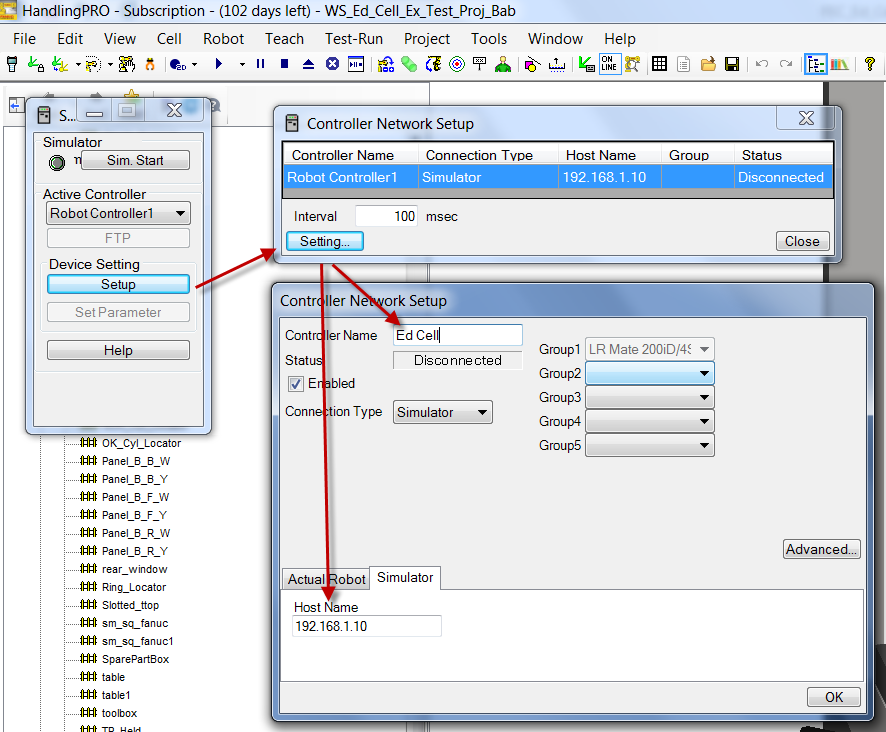 HandlingPRO - Subscription - (102 days left) - WS_Ed_Cell_Ex_Test_Proj_Bab
File Edit View Cell Robot Teach Test-Run Project Tools Window Help
ON LINE
S...
Simulator
Sim. Start
Active Controller
Robot Controller1
FTP
Device Setting
Setup
Set Parameter
Help
Controller Network Setup
Controller Name Connection Type Host Name Group Status
Robot Controller1 Simulator 192.168.1.10 Disconnected
Interval 100 msec
Setting... Close
Controller Network Setup
Controller Name Ed Cell
Status Disconnected
Enabled
Connection Type Simulator
Group1 LR Mate 200iD/4S
Group2
Group3
Group4
Group5
Advanced...
Actual Robot Simulator
Host Name
192.168.1.10
OK
OK_Cyl_Locator
Panel_B_B_W
Panel_B_B_Y
Panel_B_F_W
Panel_B_F_Y
Panel_B_R_W
Panel_B_R_Y
rear_window
Ring_Locator
Slotted_ttop
sm_sq_fanuc
sm_sq_fanuc1
SparePartBox
table
table1
toolbox
TP_Held